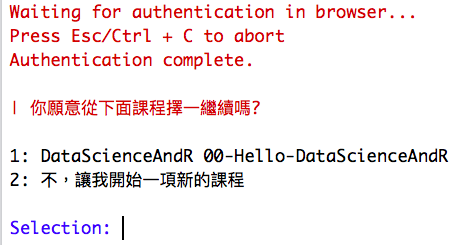 Waiting for authentication in browser...
Press Esc/Ctrl + C to abort
Authentication complete.
| 你願意從下面課程擇一繼續嗎?
1: DataScienceAndR 00-Hello-DataScienceAndR
2: 不，讓我開始一項新的課程
Selection: